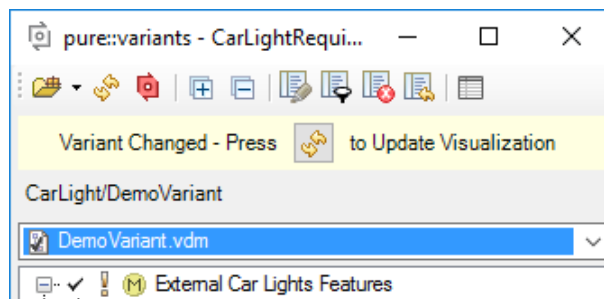 pure::variants - CarLightRequi...
Variant Changed - Press to Update Visualization
CarLight/DemoVariant
DemoVariant.vdm
M External Car Lights Features